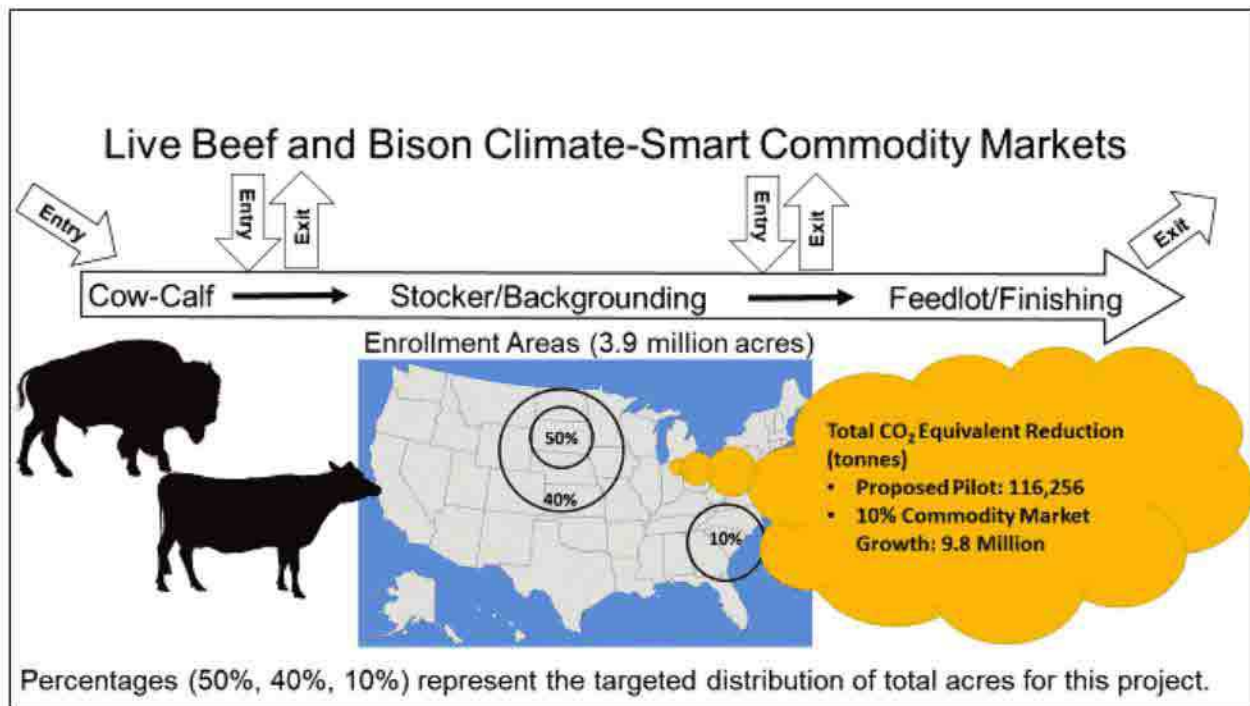 Live Beef and Bison Climate-Smart Commodity Markets
Entry
Entry
Exit
Entry
Exit
Exit
Cow-Calf
Stocker/Backgrounding
Feedlot/Finishing
Enrollment Areas (3.9 million acres)
50%
40%
10%
Total CO₂ Equivalent Reduction
(tonnes)
• Proposed Pilot: 116,256
• 10% Commodity Market
Growth: 9.8 Million
Percentages (50%, 40%, 10%) represent the targeted distribution of total acres for this project.